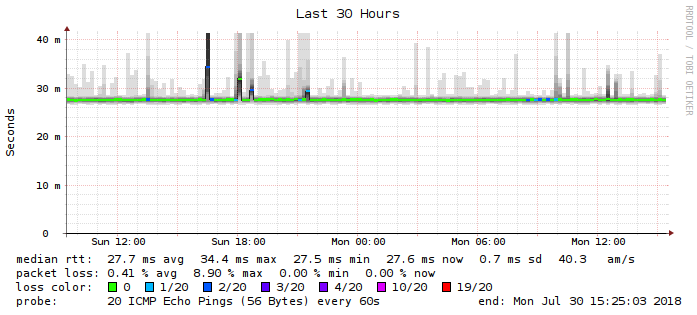 Last 30 Hours
RRDTOOL / TOBI OETIKER
Seconds
40 m
30 m
20 m
10 m
0
Sun 12:00 Sun 18:00 Mon 00:00 Mon 06:00 Mon 12:00
median rtt: 27.7 ms avg 34.4 ms max 27.5 ms min 27.6 ms now 0.7 ms sd 40.3 am/s
packet loss: 0.41 % avg 8.90 % max 0.00 % min 0.00 % now
loss color: 0 1/20 2/20 3/20 4/20 10/20 19/20
probe: 20 ICMP Echo Pings (56 Bytes) every 60s end: Mon Jul 30 15:25:03 2018